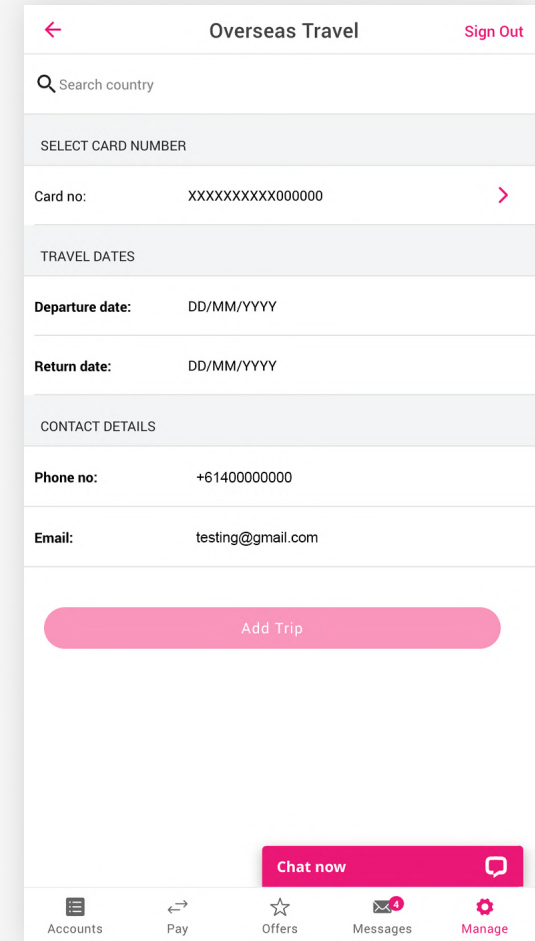 Overseas Travel Sign Out
Search country
SELECT CARD NUMBER
Card no: XXXXXXXXXX000000
TRAVEL DATES
Departure date: DD/MM/YYYY
Return date: DD/MM/YYYY
CONTACT DETAILS
Phone no: +61400000000
Email: testing@gmail.com
Add Trip
Chat now
4
Accounts Pay Offers Messages Manage